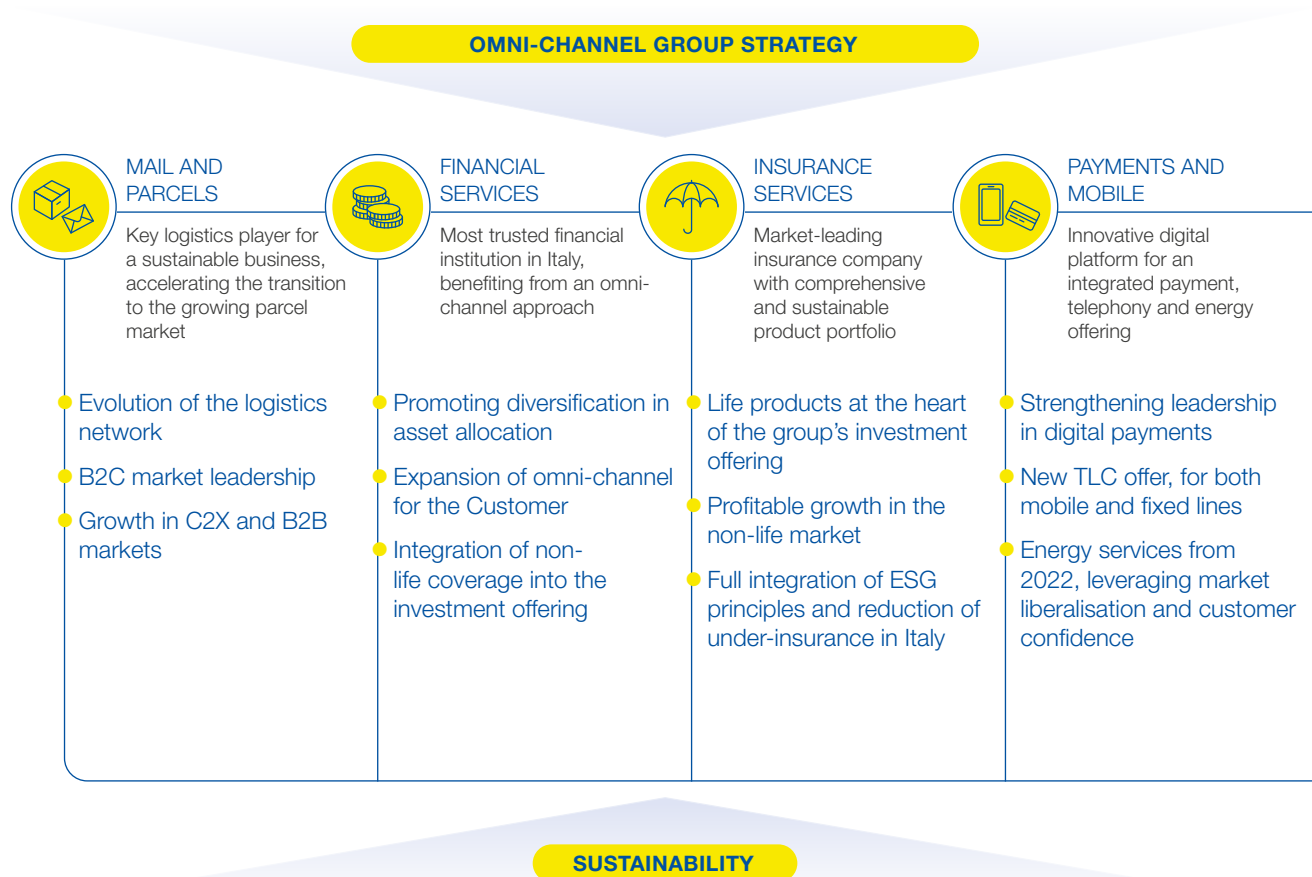 OMNI-CHANNEL GROUP STRATEGY
MAIL AND
PARCELS
Key logistics player for
a sustainable business,
accelerating the transition
to the growing parcel
market
Evolution of the logistics
network
B2C market leadership
Growth in C2X and B2B
markets
FINANCIAL
SERVICES
Most trusted financial
institution in Italy,
benefiting from an omni-
channel approach
Promoting diversification in
asset allocation
Expansion of omni-channel
for the Customer
Integration of non-
life coverage into the
investment offering
INSURANCE
SERVICES
Market-leading
insurance company
with comprehensive
and sustainable
product portfolio
Life products at the heart
of the group's investment
offering
Profitable growth in the
non-life market
Full integration of ESG
principles and reduction of
under-insurance in Italy
PAYMENTS AND
MOBILE
Innovative digital
platform for an
integrated payment,
telephony and energy
offering
Strengthening leadership
in digital payments
New TLC offer, for both
mobile and fixed lines
Energy services from
2022, leveraging market
liberalisation and customer
confidence
SUSTAINABILITY